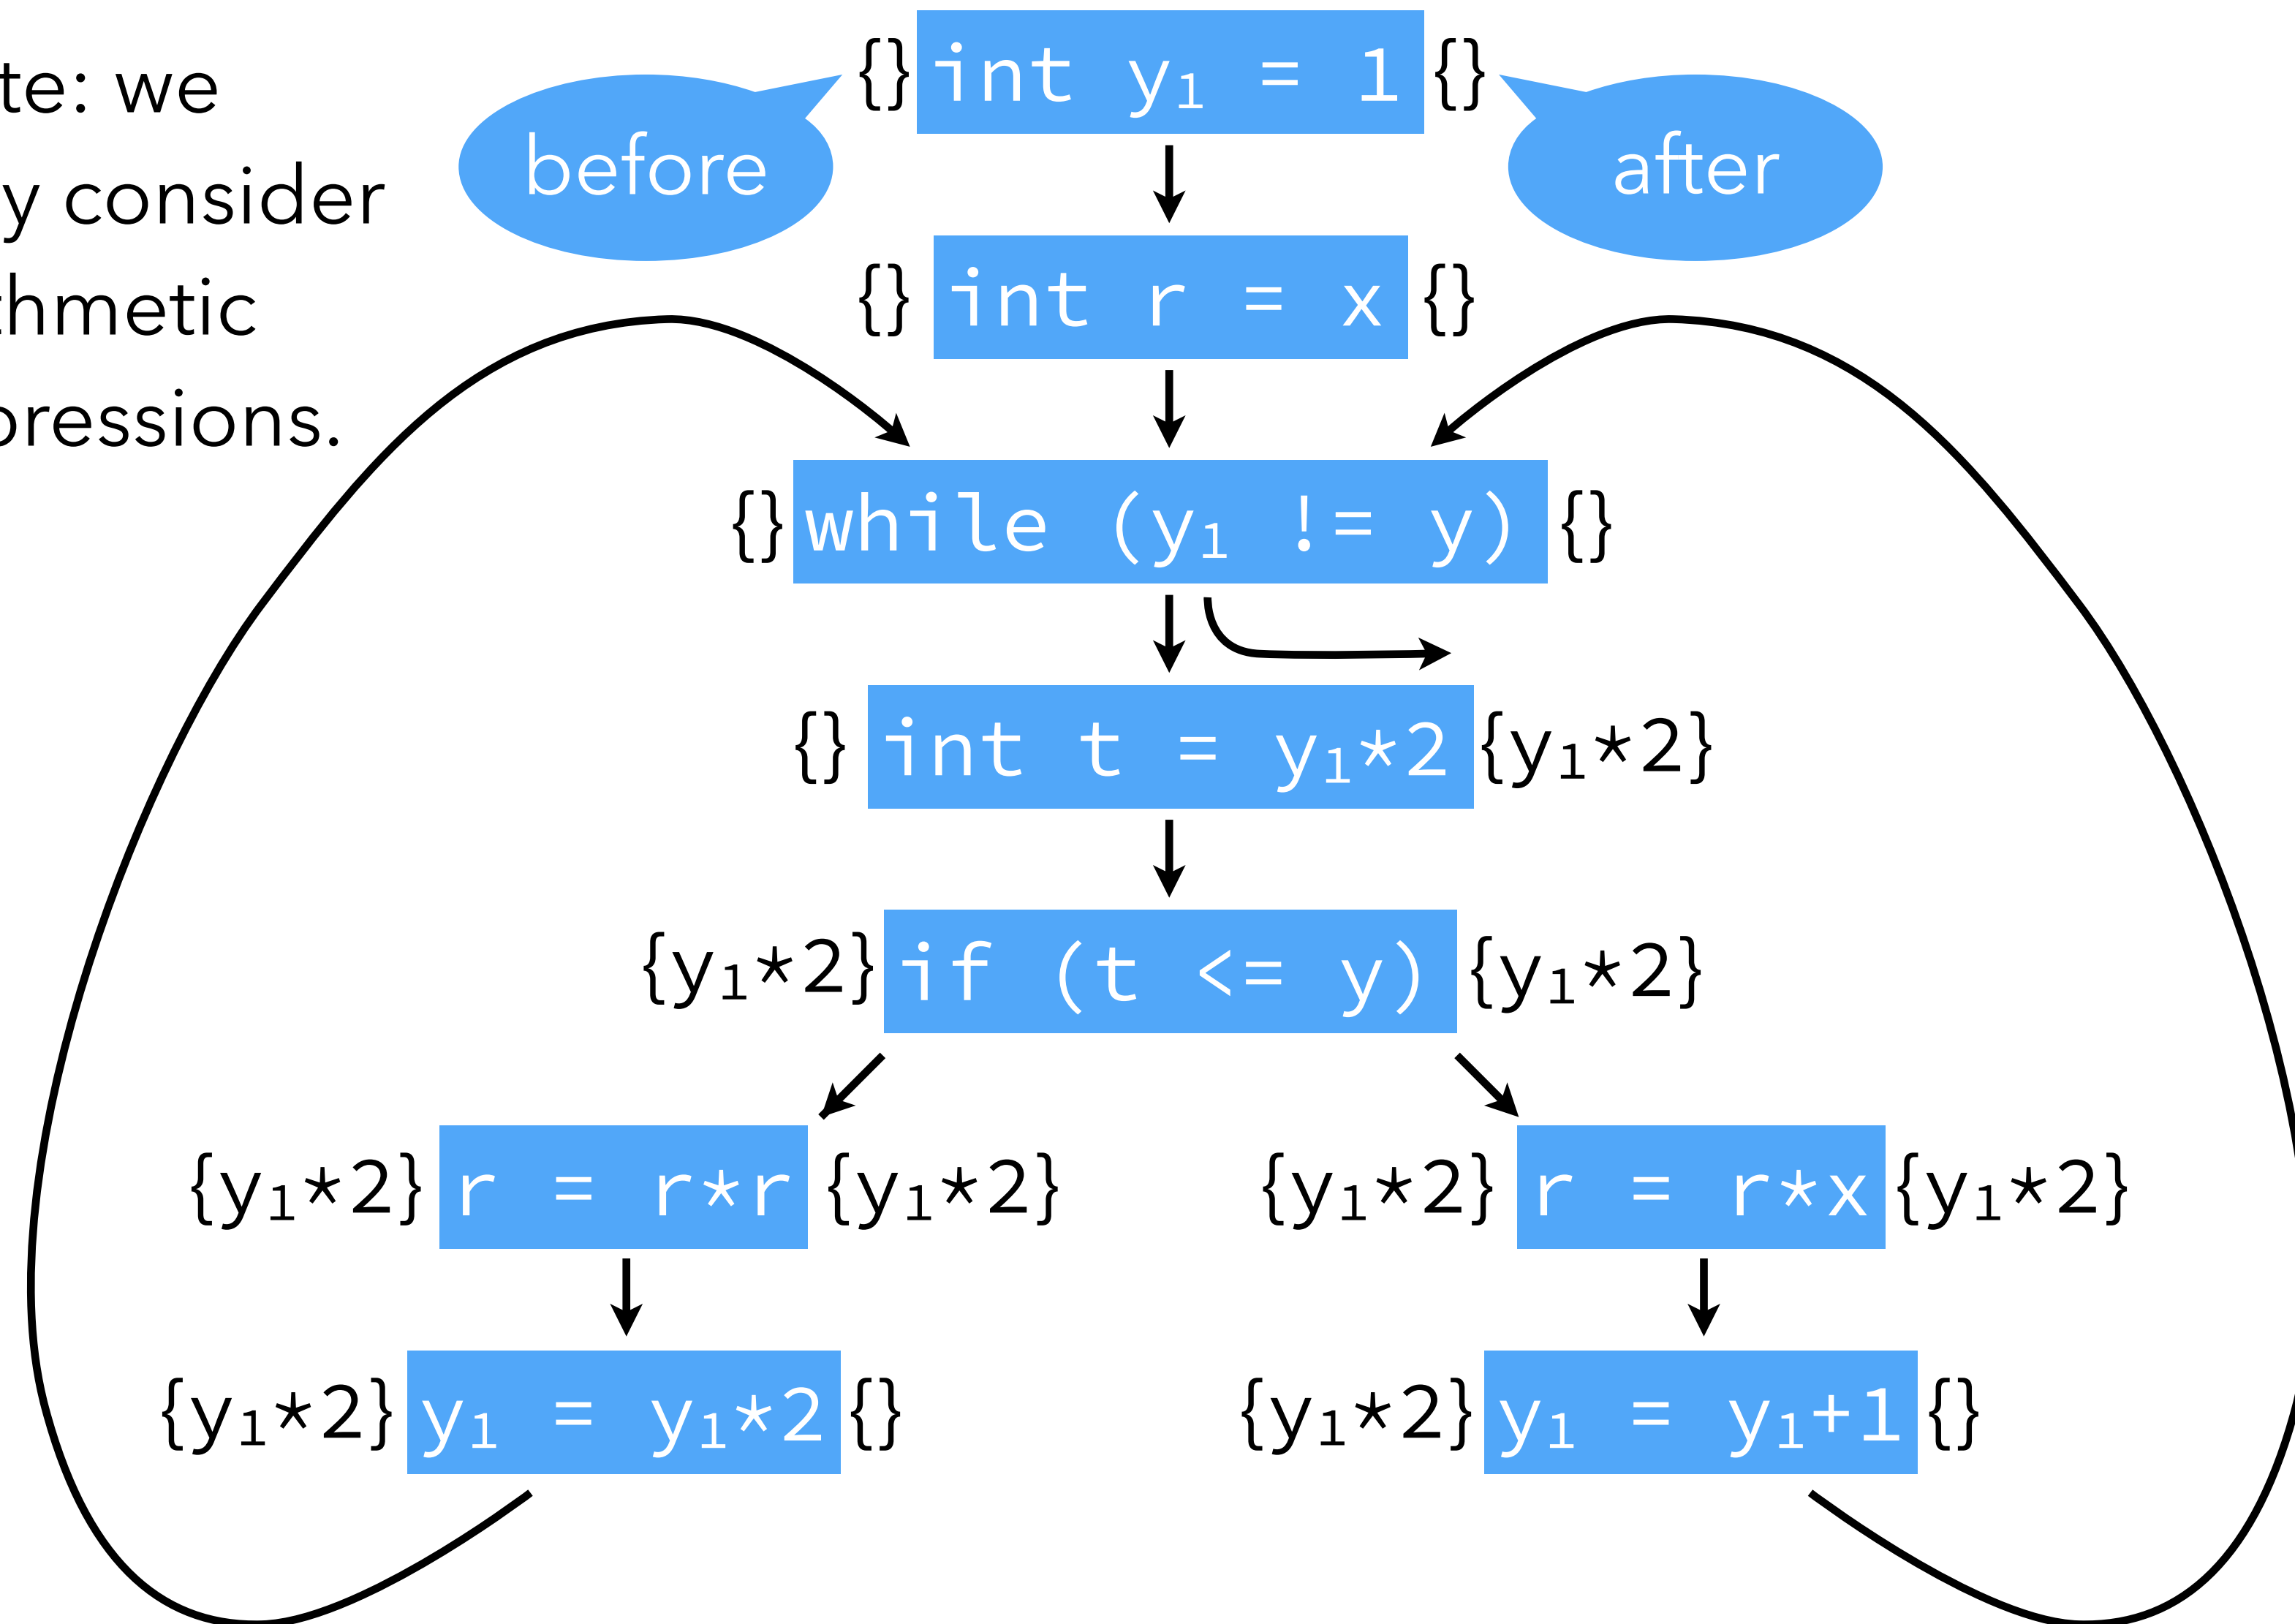 te: we
y consider
thmetic
pressions.
before
after
{} int y₁ = 1 {}
{} int r = x {}
{} while (y₁ != y) {}
{} int t = y₁*2 {y₁*2}
{y₁*2} if (t <= y) {y₁*2}
{y₁*2} r = r*r {y₁*2}
{y₁*2} r = r*x {y₁*2}
{y₁*2} y₁ = y₁*2 {}
{y₁*2} y₁ = y₁+1 {}